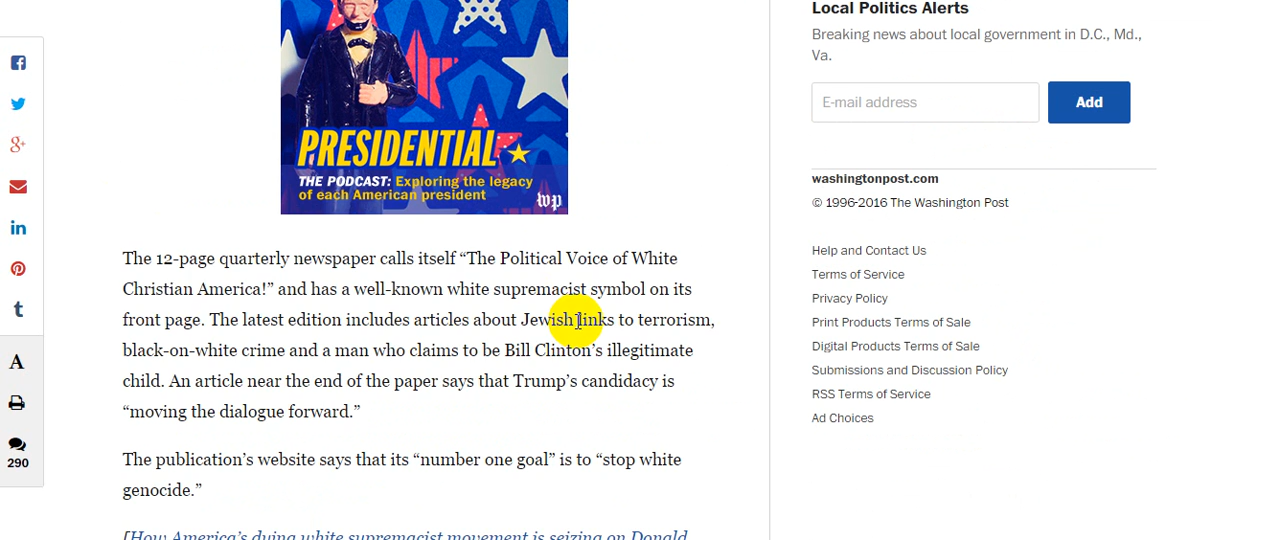 PRESIDENTIAL
THE PODCAST: Exploring the legacy
of each American president
wp
The 12-page quarterly newspaper calls itself “The Political Voice of White
Christian America!” and has a well-known white supremacist symbol on its
front page. The latest edition includes articles about Jewish links to terrorism,
black-on-white crime and a man who claims to be Bill Clinton’s illegitimate
child. An article near the end of the paper says that Trump’s candidacy is
“moving the dialogue forward.”
The publication’s website says that its “number one goal” is to “stop white
genocide.”
[How America’s dying white supremacist movement is seizing on Donald
A
290
Local Politics Alerts
Breaking news about local government in D.C., Md.,
Va.
E-mail address
Add
washingtonpost.com
© 1996-2016 The Washington Post
Help and Contact Us
Terms of Service
Privacy Policy
Print Products Terms of Sale
Digital Products Terms of Sale
Submissions and Discussion Policy
RSS Terms of Service
Ad Choices